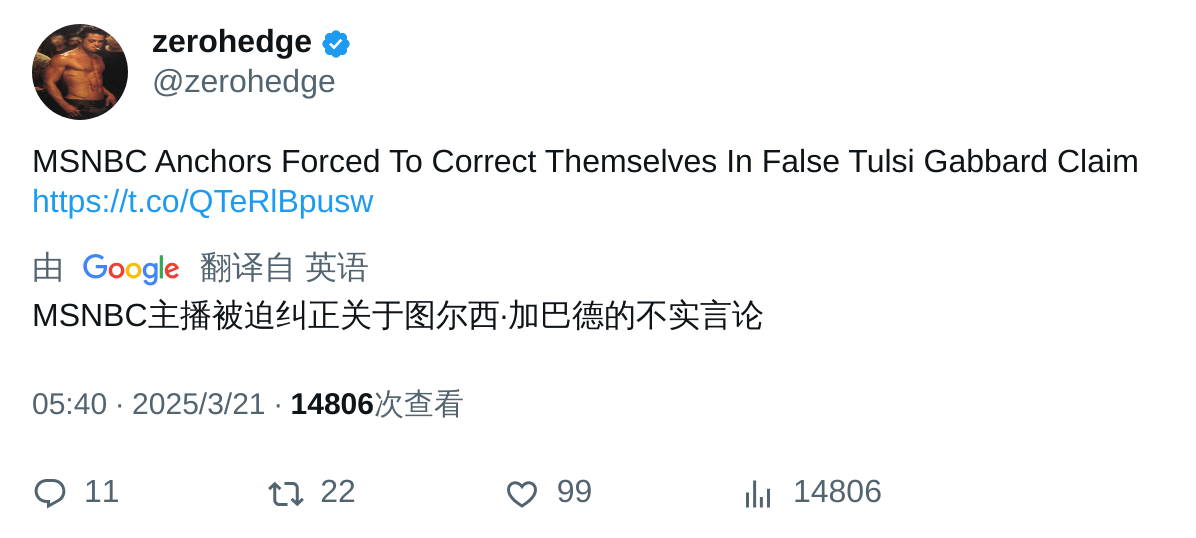 zerohedge
@zerohedge
MSNBC Anchors Forced To Correct Themselves In False Tulsi Gabbard Claim
https://t.co/QTeRlBpusw
由 Google 翻译自 英语
MSNBC主播被迫纠正关于图尔西·加巴德的不实言论
05:40 · 2025/3/21 · 14806次查看
11 22 99 14806